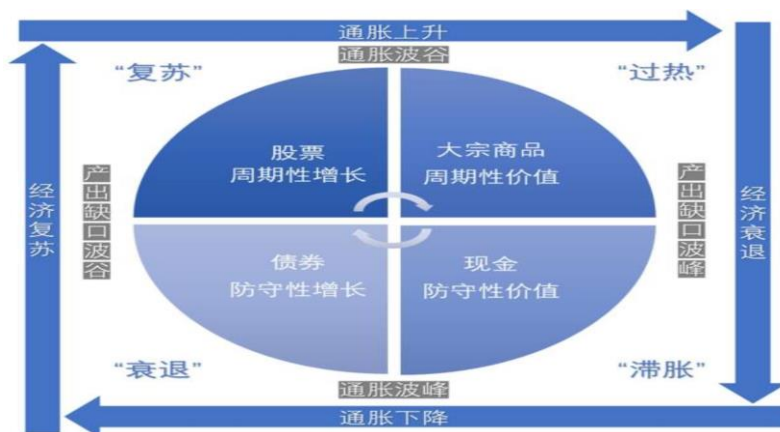 通胀上升
通胀波谷
“复苏”
“过热”
股票
周期性增长
大宗商品
周期性价值
经济复苏
产出缺口波谷
产出缺口波峰
经济衰退
债券
防守性增长
现金
防守性价值
“衰退”
“滞胀”
通胀波峰
通胀下降